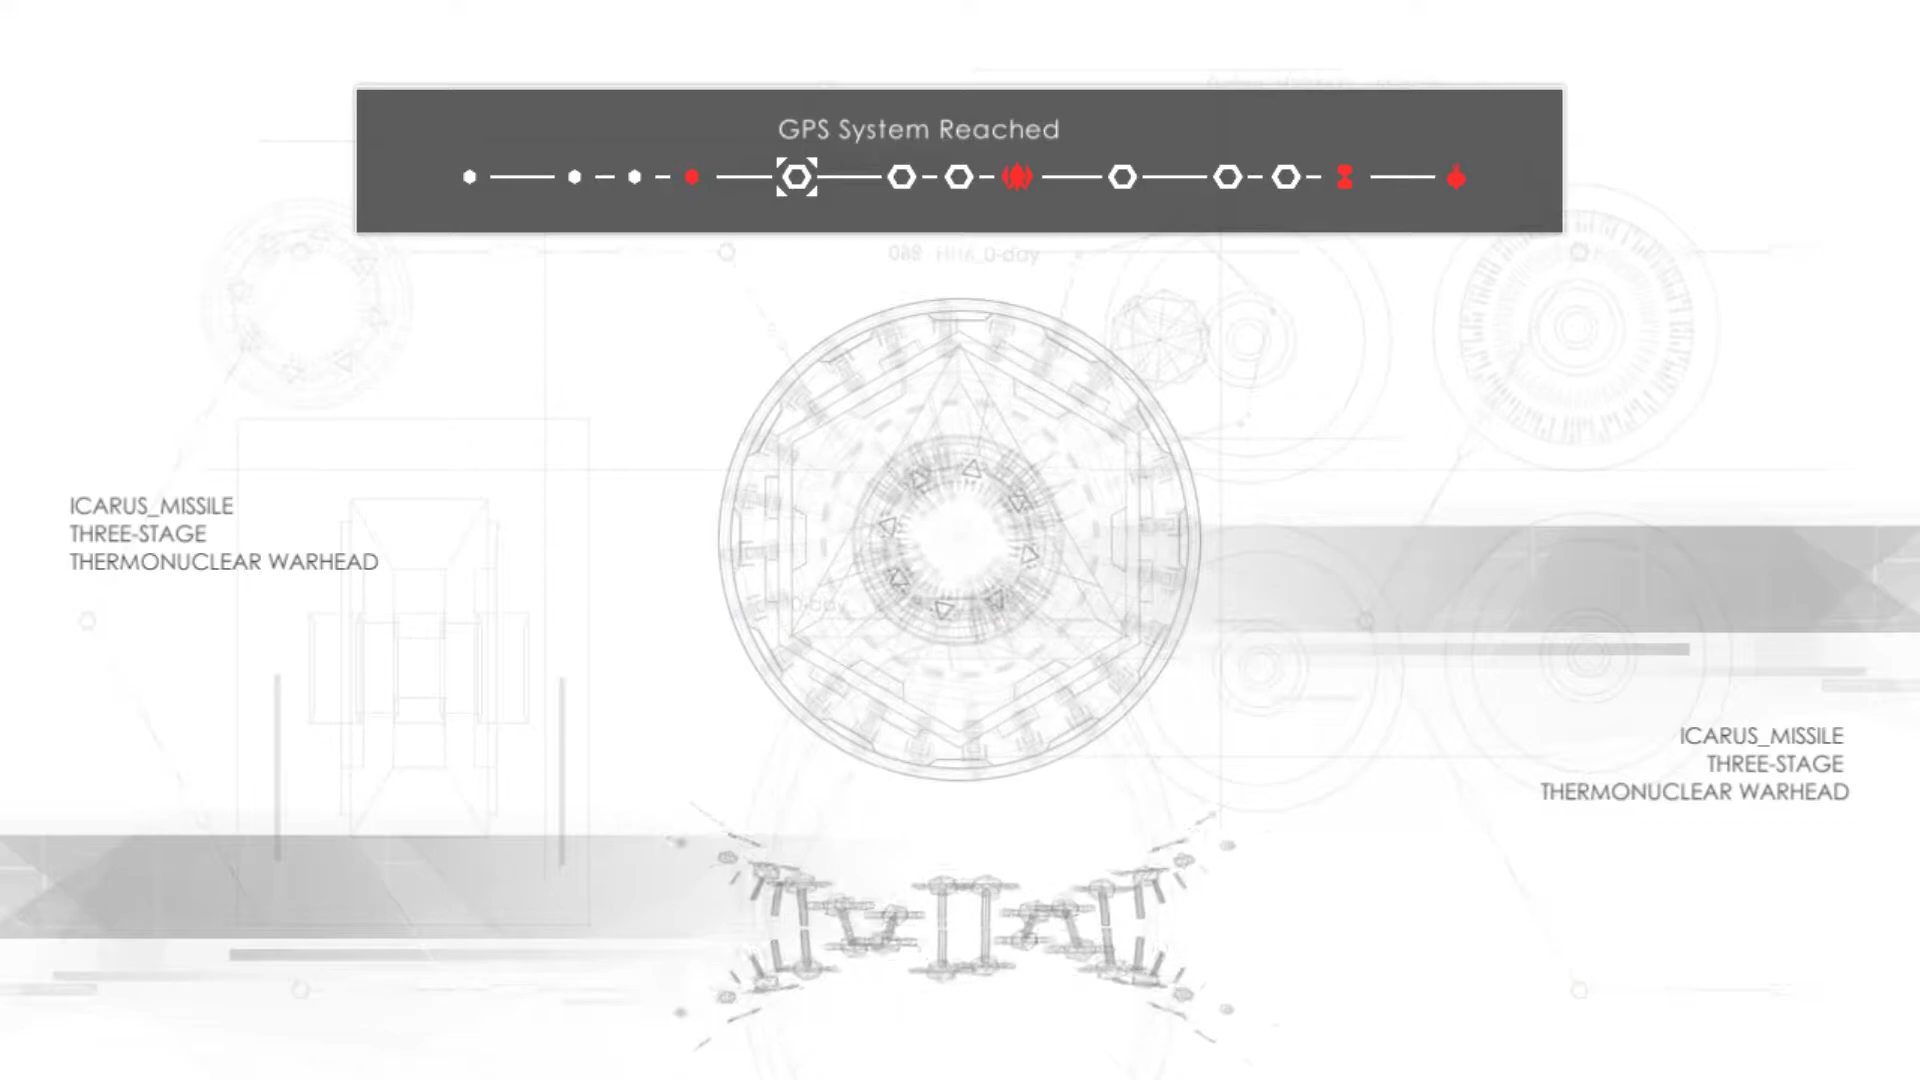 GPS System Reached
ICARUS_MISSILE
THREE-STAGE
THERMONUCLEAR WARHEAD
ICARUS_MISSILE
THREE-STAGE
THERMONUCLEAR WARHEAD